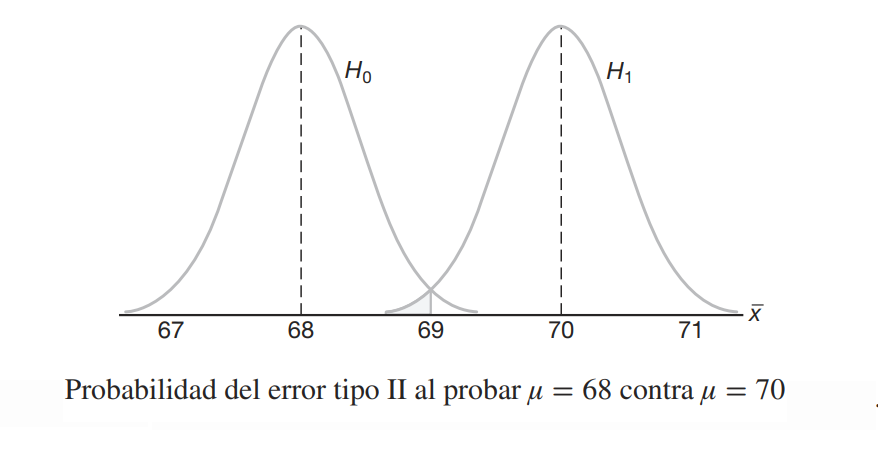 H₀ H₁
x̄
67 68 69 70 71
Probabilidad del error tipo II al probar μ = 68 contra μ = 70